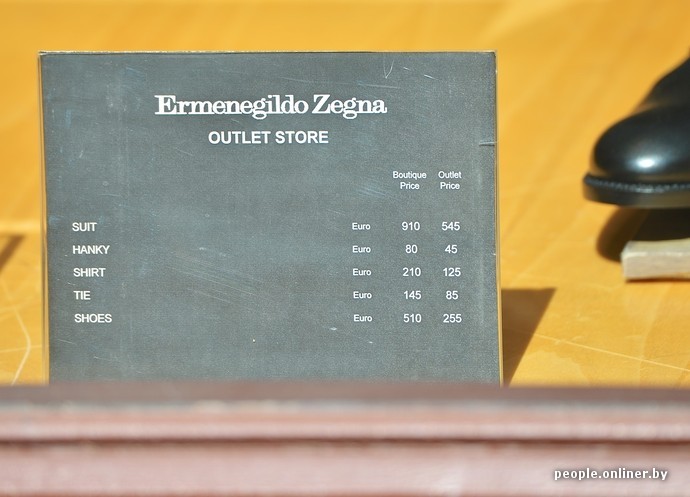 Ermenegildo Zegna
OUTLET STORE
Boutique Outlet
Price Price
SUIT Euro 910 545
HANKY Euro 80 45
SHIRT Euro 210 125
TIE Euro 145 85
SHOES Euro 510 255
people.onliner.by